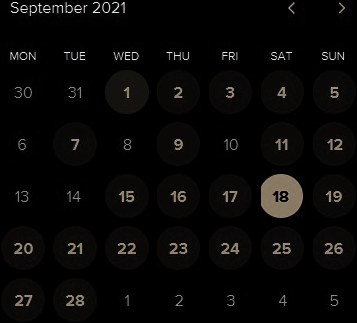 September 2021
MON TUE WED THU FRI SAT SUN
30 31 1 2 3 4 5
6 7 8 9 10 11 12
13 14 15 16 17 18 19
20 21 22 23 24 25 26
27 28 1 2 3 4 5